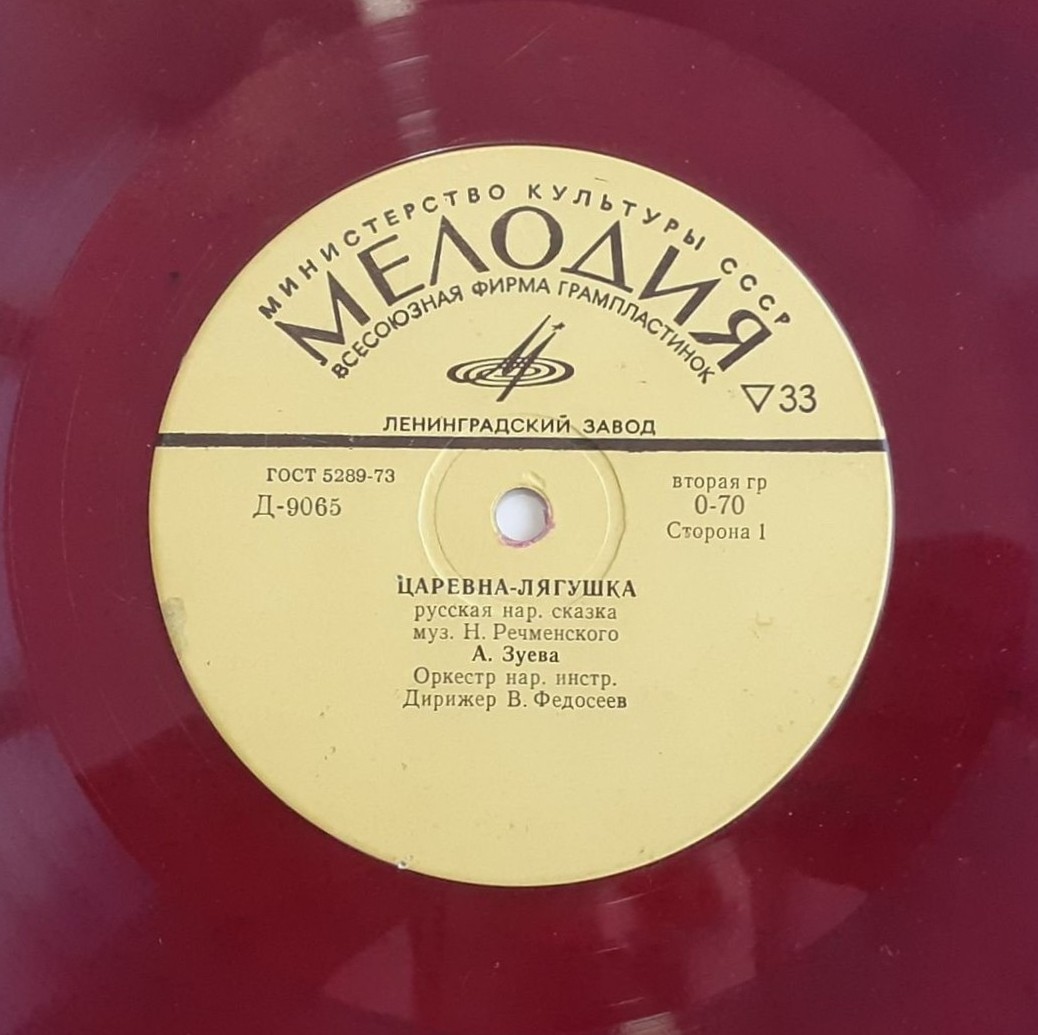 МИНИСТЕРСТВО КУЛЬТУРЫ СССР
МЕЛОДИЯ
ВСЕСОЮЗНАЯ ФИРМА ГРАМПЛАСТИНОК
▽33
ЛЕНИНГРАДСКИЙ ЗАВОД
ГОСТ 5289-73
Д-9065
вторая гр
0-70
Сторона 1
ЦАРЕВНА-ЛЯГУШКА
русская нар. сказка
муз. Н. Речменского
А. Зуева
Оркестр нар. инстр.
Дирижер В. Федосеев